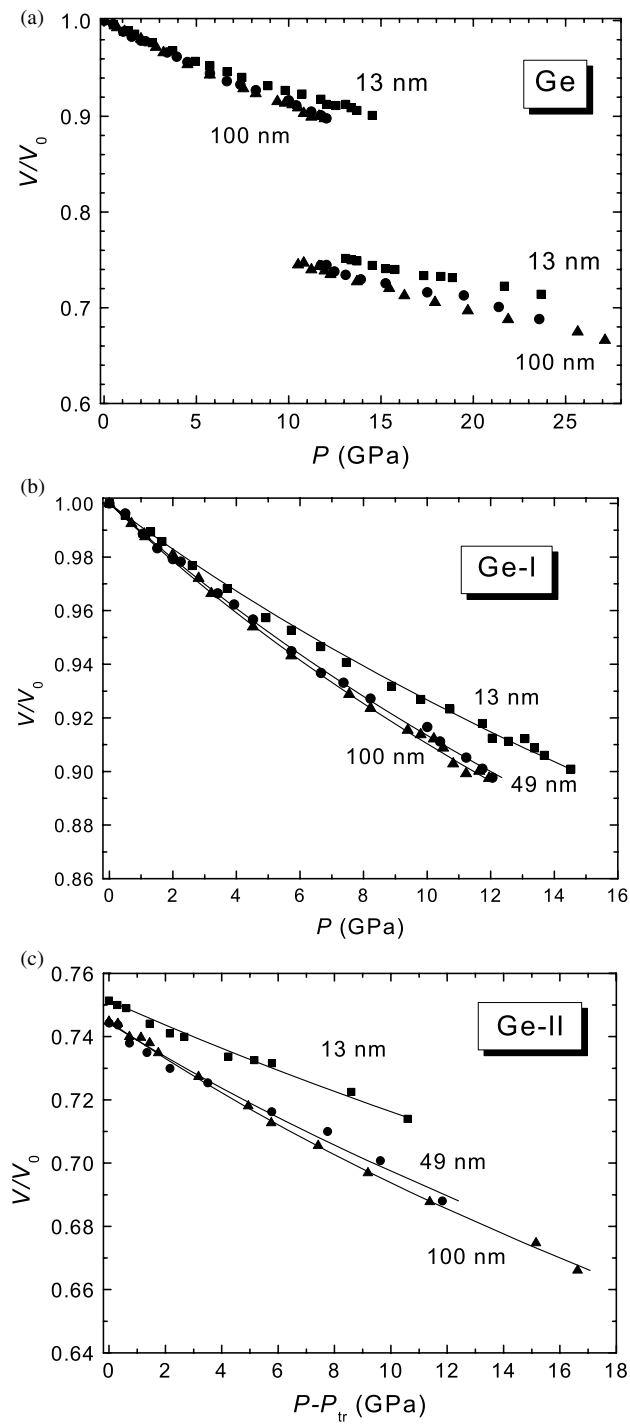 (a)
1.0
0.9
0.8
0.7
0.6
V/V0
Ge
13 nm
100 nm
13 nm
100 nm
0 5 10 15 20 25
P (GPa)
(b)
1.00
0.98
0.96
0.94
0.92
0.90
0.88
0.86
V/V0
Ge-I
13 nm
100 nm
49 nm
0 2 4 6 8 10 12 14 16
P (GPa)
(c)
0.76
0.74
0.72
0.70
0.68
0.66
0.64
V/V0
Ge-II
13 nm
49 nm
100 nm
0 2 4 6 8 10 12 14 16 18
P-Ptr (GPa)